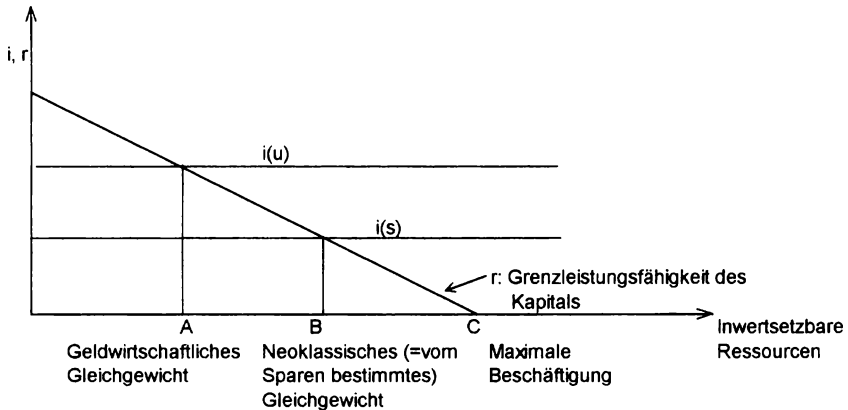 i, r
i(u)
i(s)
r: Grenzleistungsfähigkeit des
Kapitals
A
B
C
Inwertsetzbare
Ressourcen
Geldwirtschaftliches
Gleichgewicht
Neoklassisches (=vom
Sparen bestimmtes)
Gleichgewicht
Maximale
Beschäftigung